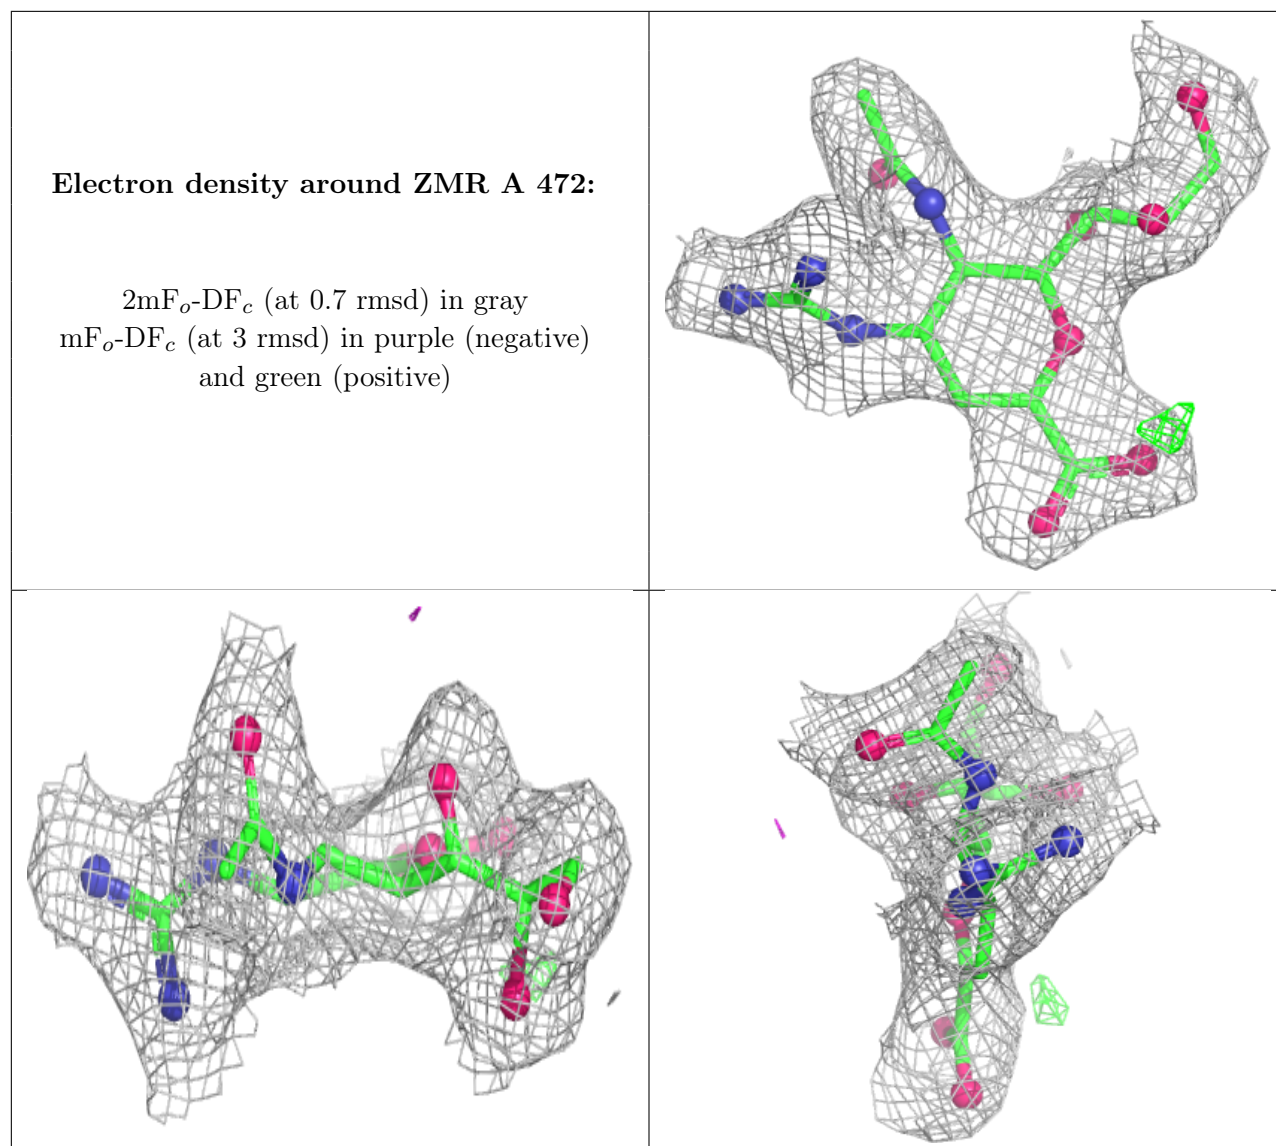 Electron density around ZMR A 472:
2mFo-DFc (at 0.7 rmsd) in gray
mFo-DFc (at 3 rmsd) in purple (negative)
and green (positive)